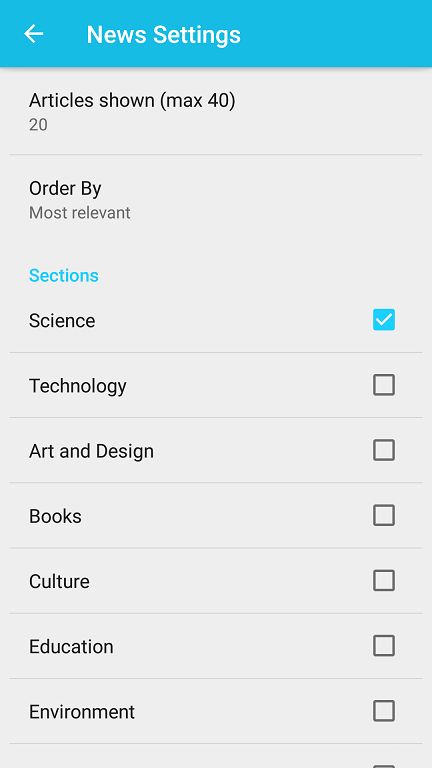 News Settings
Articles shown (max 40)
20
Order By
Most relevant
Sections
Science
Technology
Art and Design
Books
Culture
Education
Environment